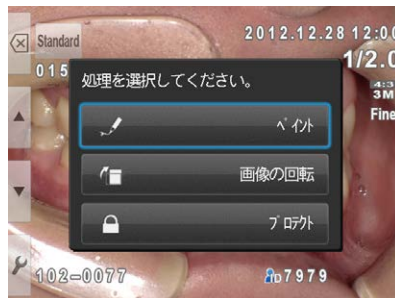 Standard
2012.12.28 12:00
1/2.0
015
4:3
3M
Fine
処理を選択してください。
ペイント
画像の回転
プロテクト
102-0077
ID7979